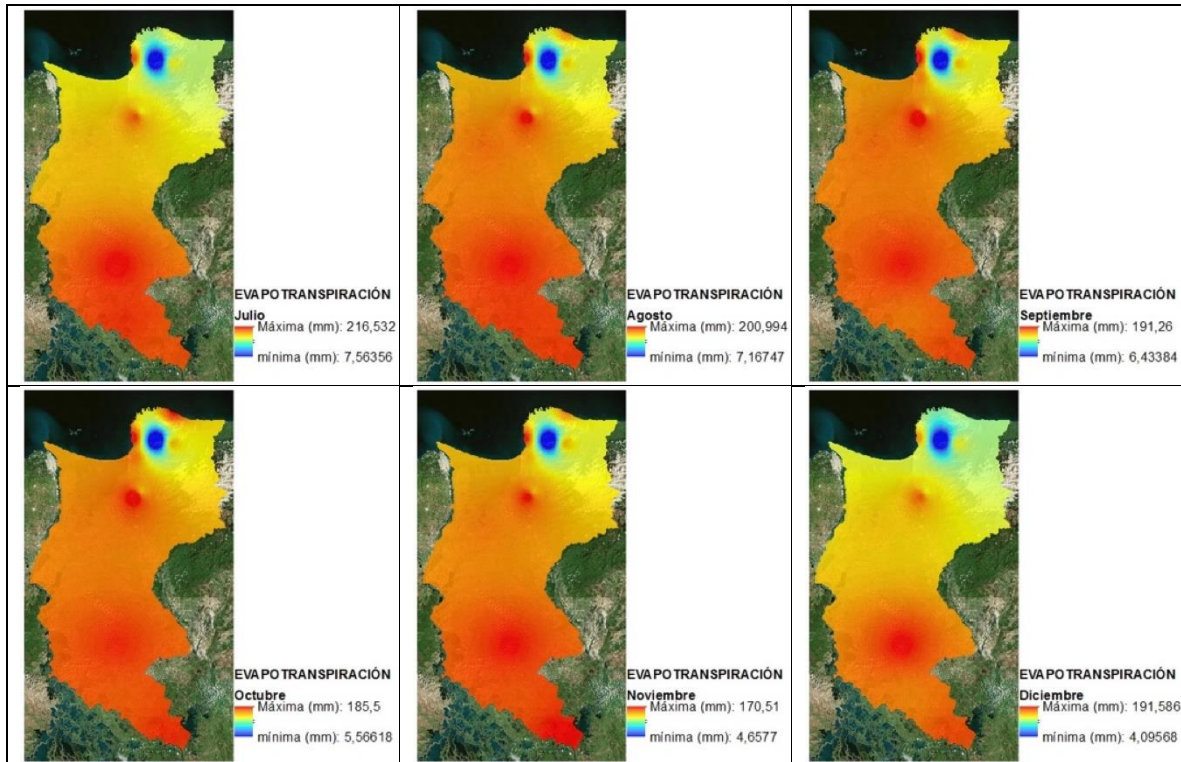 EVAPOTRANSPIRACIÓN
Julio
Máxima (mm): 216,532
mínima (mm): 7,56356
EVAPOTRANSPIRACIÓN
Agosto
Máxima (mm): 200,994
mínima (mm): 7,16747
EVAPOTRANSPIRACIÓN
Septiembre
Máxima (mm): 191,26
mínima (mm): 6,43384
EVAPOTRANSPIRACIÓN
Octubre
Máxima (mm): 185,5
mínima (mm): 5,56618
EVAPOTRANSPIRACIÓN
Noviembre
Máxima (mm): 170,51
mínima (mm): 4,6577
EVAPOTRANSPIRACIÓN
Diciembre
Máxima (mm): 191,586
mínima (mm): 4,09568